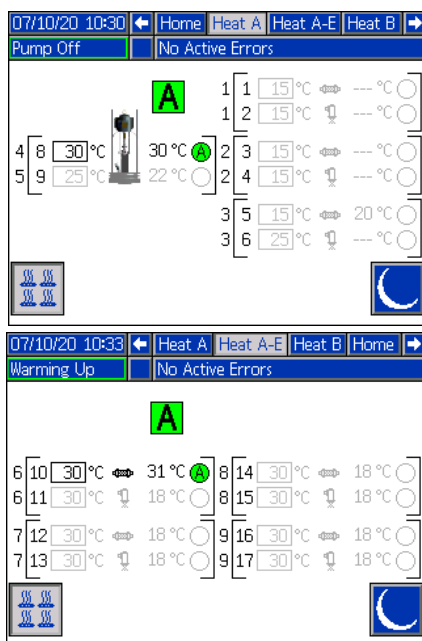 07/10/20 10:30 Home Heat A Heat A-E Heat B
Pump Off No Active Errors
A
1 1 15 °C --- °C
1 2 15 °C --- °C
4 8 30 °C 30 °C A 2 3 15 °C --- °C
5 9 25 °C 22 °C 2 4 15 °C --- °C
3 5 15 °C 20 °C
3 6 25 °C --- °C
07/10/20 10:33 Heat A Heat A-E Heat B Home
Warming Up No Active Errors
A
6 10 30 °C 31 °C A 8 14 30 °C 18 °C
6 11 30 °C 18 °C 8 15 30 °C 18 °C
7 12 30 °C 18 °C 9 16 30 °C 18 °C
7 13 30 °C 18 °C 9 17 30 °C 18 °C